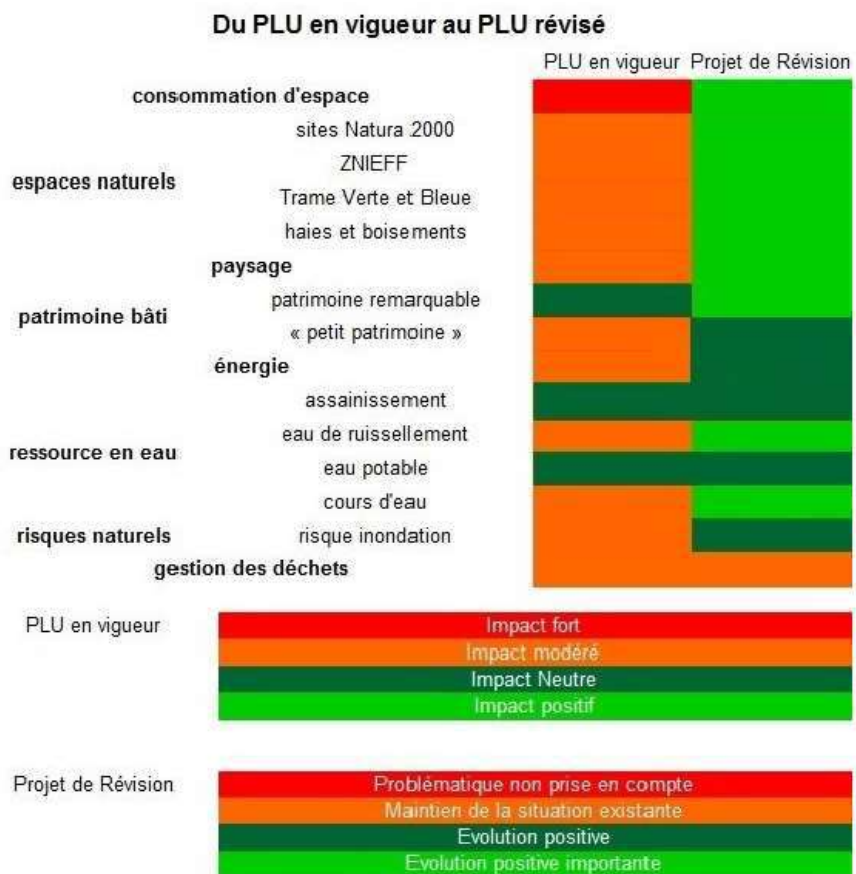 Du PLU en vigueur au PLU révisé
PLU en vigueur Projet de Révision
consommation d'espace
sites Natura 2000
ZNIEFF
espaces naturels
Trame Verte et Bleue
haies et boisements
paysage
patrimoine remarquable
patrimoine bâti
« petit patrimoine »
énergie
assainissement
eau de ruissellement
ressource en eau
eau potable
cours d'eau
risques naturels risque inondation
gestion des déchets
PLU en vigueur Impact fort
Impact modéré
Impact Neutre
Impact positif
Projet de Révision Problématique non prise en compte
Maintien de la situation existante
Evolution positive
Evolution positive importante